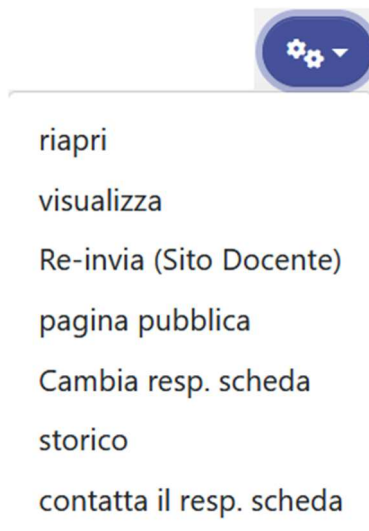 riapri
visualizza
Re-invia (Sito Docente)
pagina pubblica
Cambia resp. scheda
storico
contatta il resp. scheda